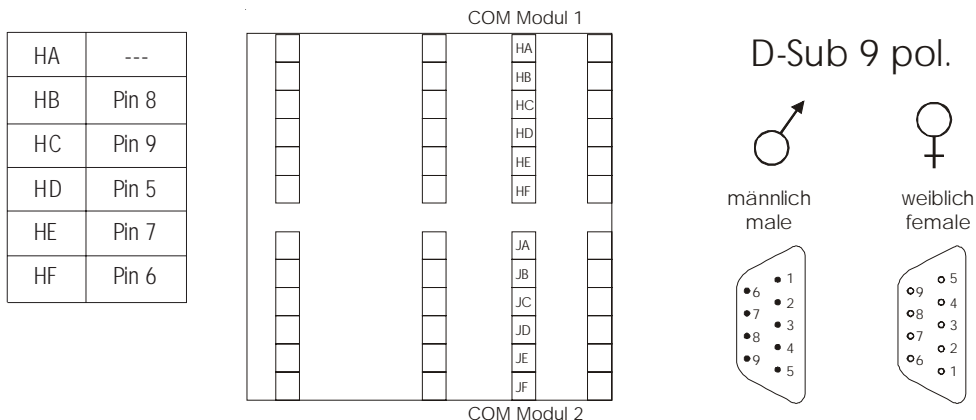 HA ---
HB Pin 8
HC Pin 9
HD Pin 5
HE Pin 7
HF Pin 6
COM Modul 1
HA
HB
HC
HD
HE
HF
JA
JB
JC
JD
JE
JF
COM Modul 2
D-Sub 9 pol.
männlich
male
1
6
2
7
3
8
4
9
5
weiblich
female
5
9
4
8
3
7
2
6
1